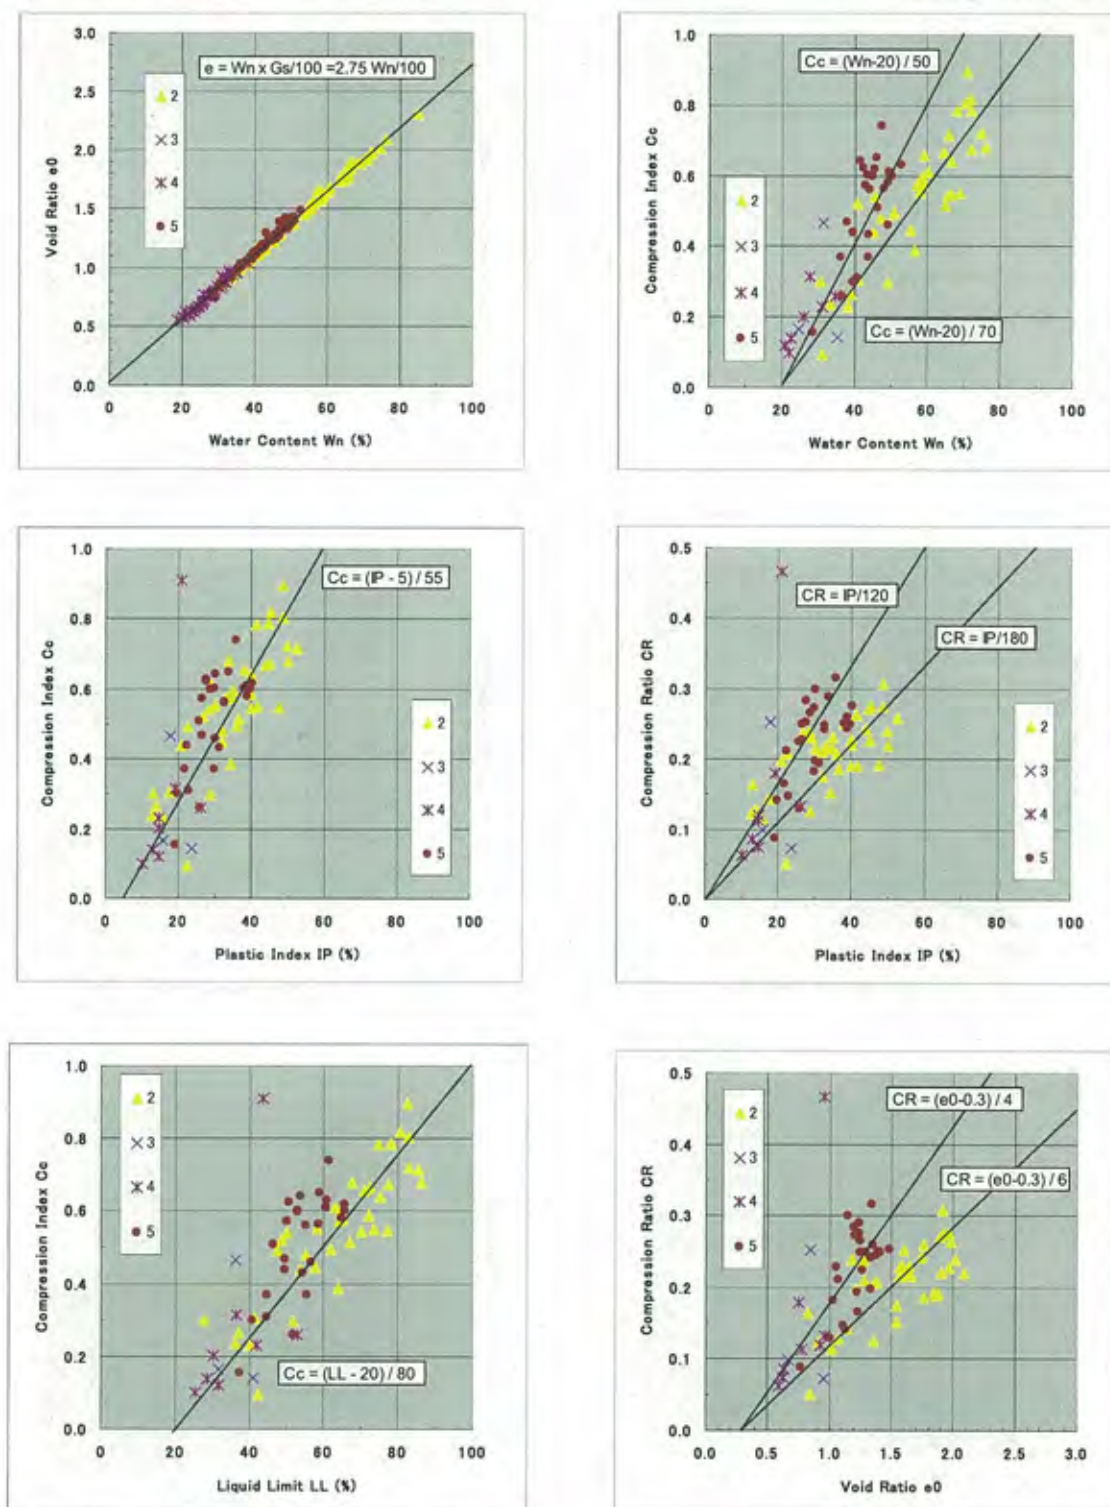 3.0
2.5
2.0
1.5
1.0
0.5
0.0
Void Ratio e0
e = Wn x Gs/100 =2.75 Wn/100
2
3
4
5
0 20 40 60 80 100
Water Content Wn (%)
1.0
0.8
0.6
0.4
0.2
0.0
Compression Index Cc
Cc = (Wn-20) / 50
2
3
4
5
Cc = (Wn-20) / 70
0 20 40 60 80 100
Water Content Wn (%)
1.0
0.8
0.6
0.4
0.2
0.0
Compression Index Cc
Cc = (IP - 5) / 55
2
3
4
5
0 20 40 60 80 100
Plastic Index IP (%)
0.5
0.4
0.3
0.2
0.1
0.0
Compression Ratio CR
CR = IP/120
CR = IP/180
2
3
4
5
0 20 40 60 80 100
Plastic Index IP (%)
1.0
0.8
0.6
0.4
0.2
0.0
Compression Index Cc
2
3
4
5
Cc = (LL - 20) / 80
0 20 40 60 80 100
Liquid Limit LL (%)
0.5
0.4
0.3
0.2
0.1
0.0
Compression Ratio CR
2
3
4
5
CR = (e0-0.3) / 4
CR = (e0-0.3) / 6
0.0 0.5 1.0 1.5 2.0 2.5 3.0
Void Ratio e0